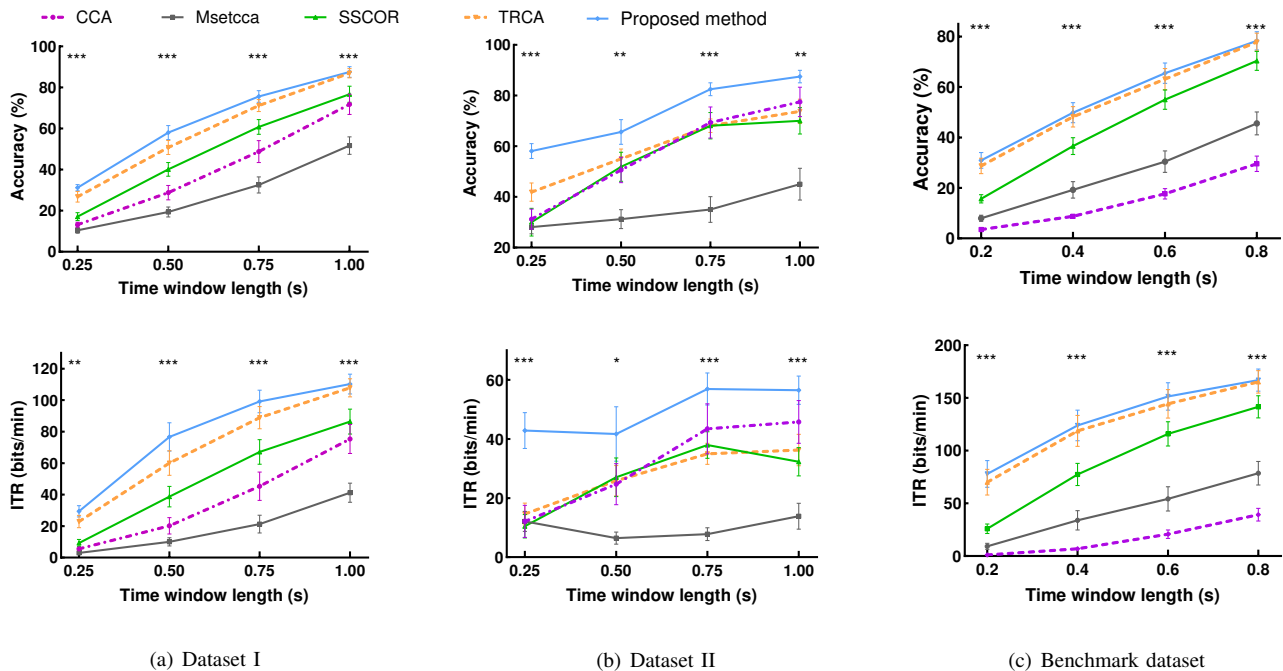 CCA Msetcca SSCOR TRCA Proposed method
*** *** *** ***
100
80
60
40
20
0
Accuracy (%)
0.25 0.50 0.75 1.00
Time window length (s)
*** ** *** **
100
80
60
40
20
Accuracy (%)
0.25 0.50 0.75 1.00
Time window length (s)
*** *** *** ***
80
60
40
20
0
Accuracy (%)
0.2 0.4 0.6 0.8
Time window length (s)
** *** *** ***
120
100
80
60
40
20
0
ITR (bits/min)
0.25 0.50 0.75 1.00
Time window length (s)
*** * *** ***
60
40
20
0
ITR (bits/min)
0.25 0.50 0.75 1.00
Time window length (s)
*** *** *** ***
200
150
100
50
0
ITR (bits/min)
0.2 0.4 0.6 0.8
Time window length (s)
(a) Dataset I
(b) Dataset II
(c) Benchmark dataset